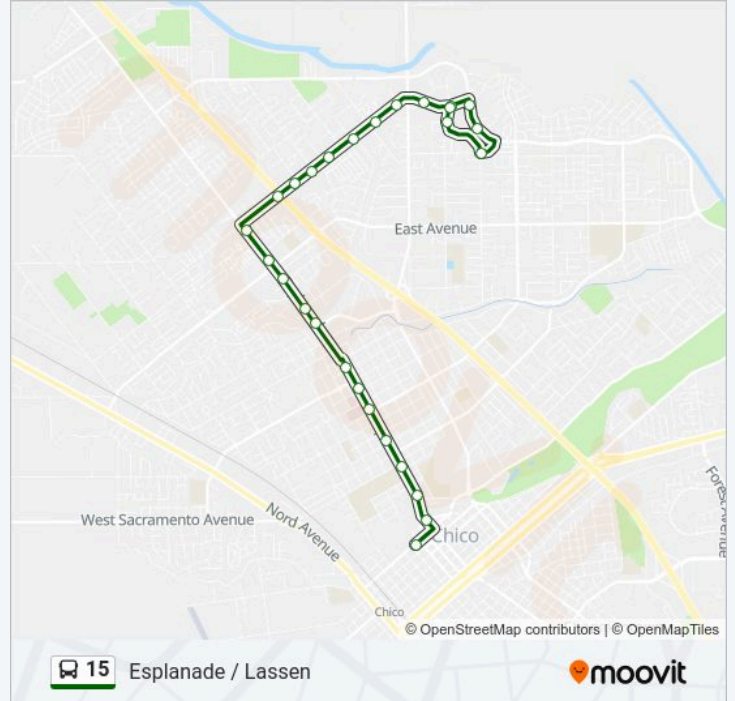 East Avenue
West Sacramento Avenue
Nord Avenue
Chico
Forest Avenue
Chico
© OpenStreetMap contributors | © OpenMapTiles
15 Esplanade / Lassen
moovit